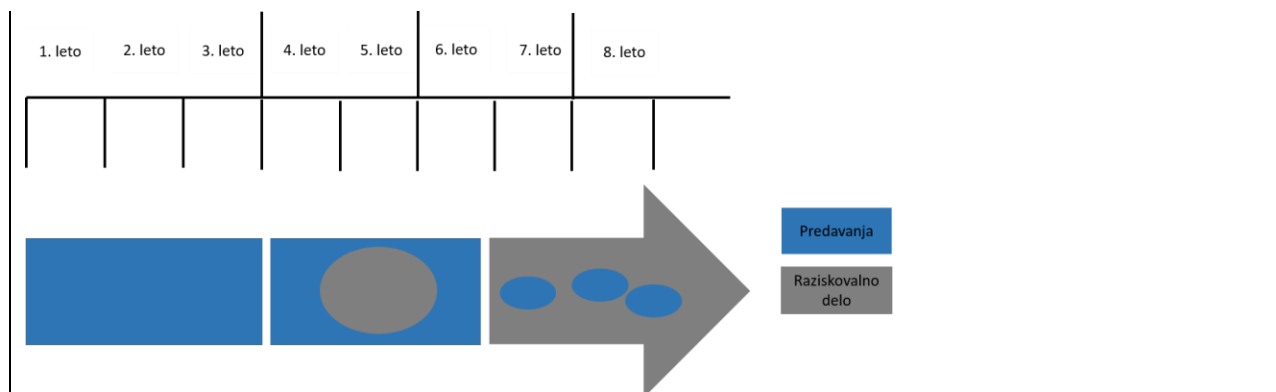 1. leto 2. leto 3. leto 4. leto 5. leto 6. leto 7. leto 8. leto
Predavanja
Raziskovalno
delo